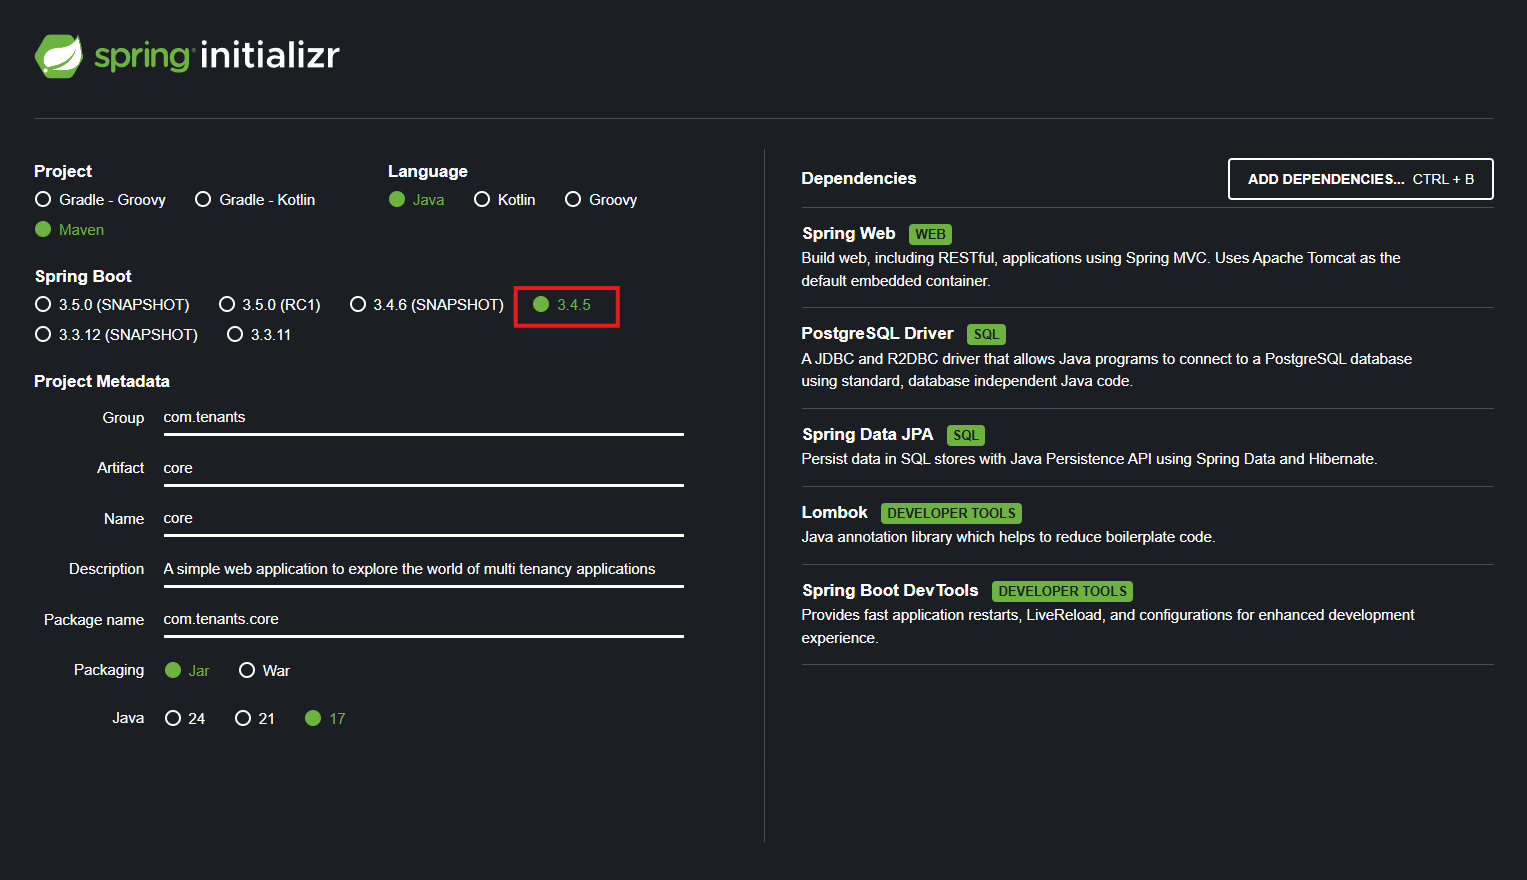 spring initializr
Project
Gradle - Groovy Gradle - Kotlin
Maven
Language
Java Kotlin Groovy
Spring Boot
3.5.0 (SNAPSHOT) 3.5.0 (RC1) 3.4.6 (SNAPSHOT) 3.4.5
3.3.12 (SNAPSHOT) 3.3.11
Project Metadata
Group com.tenants
Artifact core
Name core
Description A simple web application to explore the world of multi tenancy applications
Package name com.tenants.core
Packaging Jar War
Java 24 21 17
Dependencies ADD DEPENDENCIES... CTRL + B
Spring Web WEB
Build web, including RESTful, applications using Spring MVC. Uses Apache Tomcat as the
default embedded container.
PostgreSQL Driver SQL
A JDBC and R2DBC driver that allows Java programs to connect to a PostgreSQL database
using standard, database independent Java code.
Spring Data JPA SQL
Persist data in SQL stores with Java Persistence API using Spring Data and Hibernate.
Lombok DEVELOPER TOOLS
Java annotation library which helps to reduce boilerplate code.
Spring Boot DevTools DEVELOPER TOOLS
Provides fast application restarts, LiveReload, and configurations for enhanced development
experience.